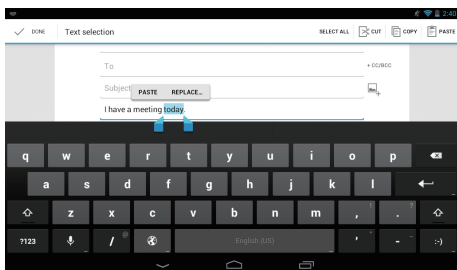 2:40
DONE Text selection SELECT ALL CUT COPY PASTE
To + CC/BCC
Subject PASTE REPLACE...
I have a meeting today.
q w e r t y u i o p
a s d f g h j k l
z x c v b n m , ! . ?
?123 / @ English (US) ' " - _ :-)